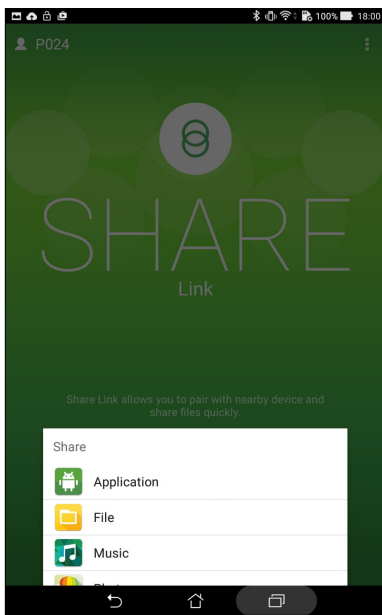 100% 18:00
P024
SHARE
Link
Share Link allows you to pair with nearby device and
share files quickly.
Share
Application
File
Music